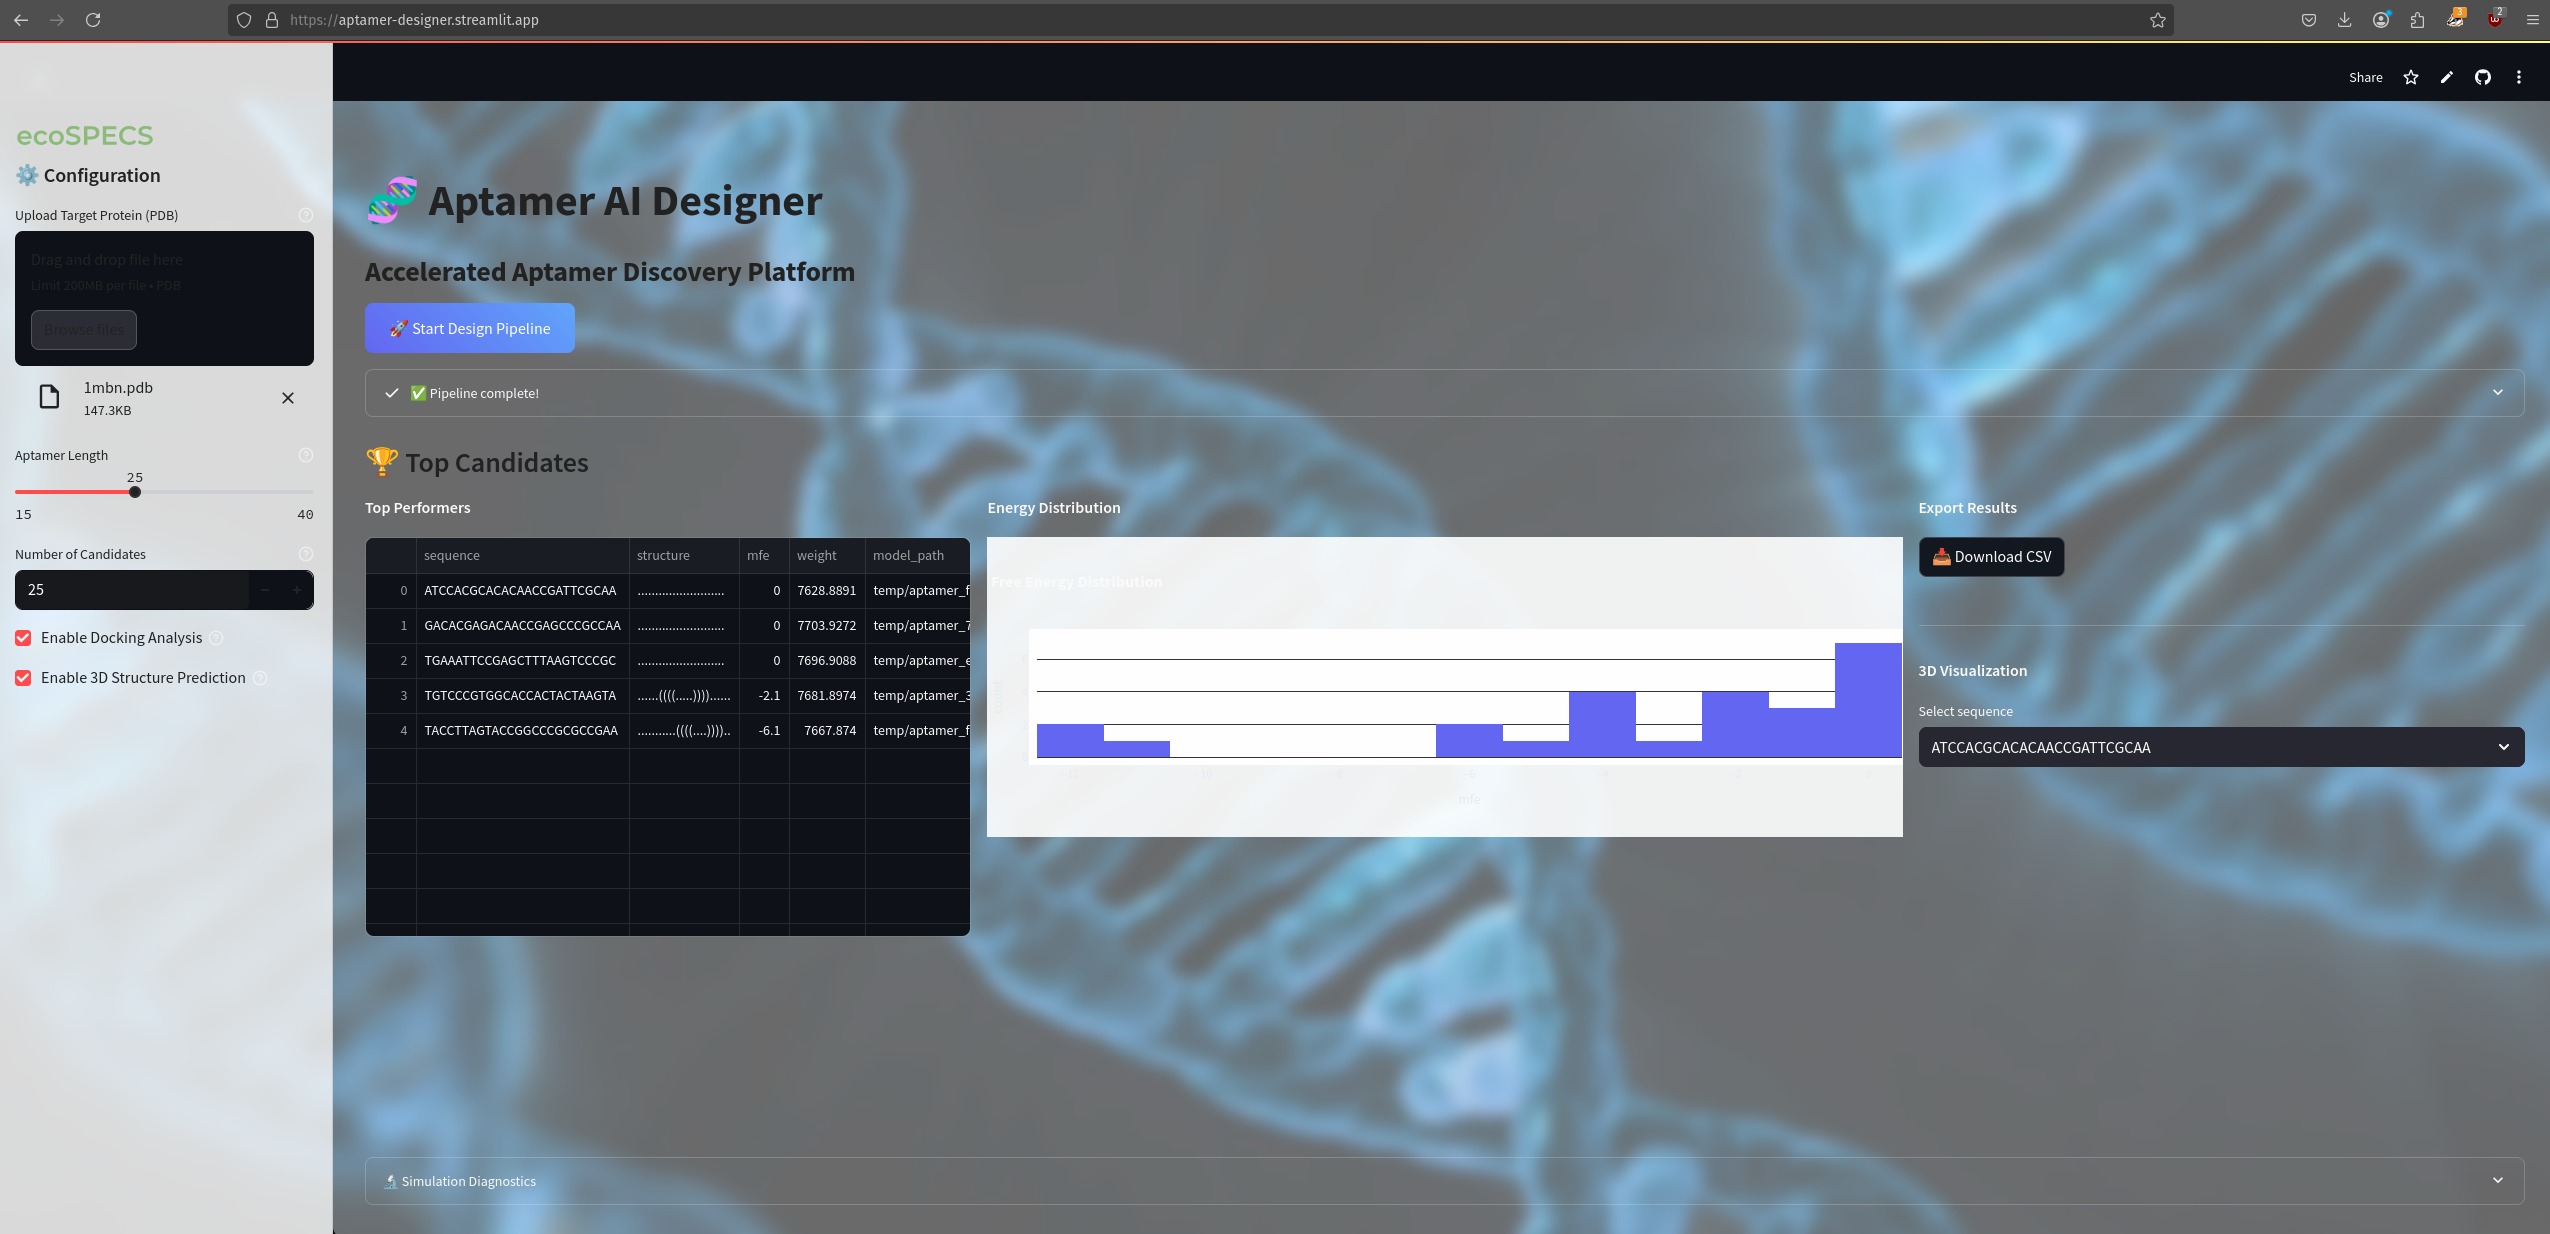 https://aptamer-designer.streamlit.app
3
2
Share
ecoSPECS
⚙️ Configuration
Upload Target Protein (PDB)
Drag and drop file here
Limit 200MB per file • PDB
Browse files
1mbn.pdb
147.3KB
Aptamer Length
25
15 40
Number of Candidates
25
Enable Docking Analysis
Enable 3D Structure Prediction
🧬 Aptamer AI Designer
Accelerated Aptamer Discovery Platform
🚀 Start Design Pipeline
✅ Pipeline complete!
🏆 Top Candidates
Top Performers
sequence structure mfe weight model_path
0 ATCCACGCACACAACCGATTCGCAA ......................... 0 7628.8891 temp/aptamer_f
1 GACACGAGACAACCGAGCCCGCCAA ......................... 0 7703.9272 temp/aptamer_7
2 TGAAATTCCGAGCTTTAAGTCCCGC ......................... 0 7696.9088 temp/aptamer_e
3 TGTCCCGTGGCACCACTACTAAGTA ......((((.....))))...... -2.1 7681.8974 temp/aptamer_3
4 TACCTTAGTACCGGCCCGCGCCGAA ...........((((....)))).. -6.1 7667.874 temp/aptamer_f
Energy Distribution
Free Energy Distribution
mfe
Export Results
📥 Download CSV
3D Visualization
Select sequence
ATCCACGCACACAACCGATTCGCAA
🔬 Simulation Diagnostics